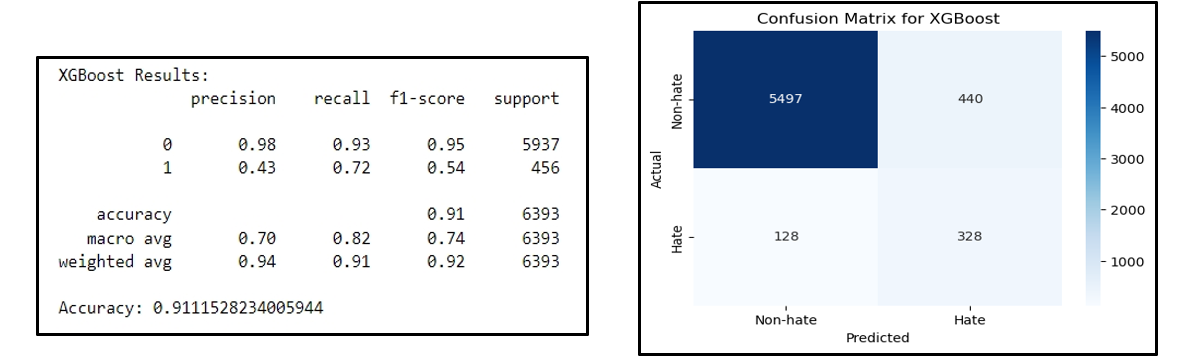 XGBoost Results:
precision recall f1-score support
0 0.98 0.93 0.95 5937
1 0.43 0.72 0.54 456
accuracy 0.91 6393
macro avg 0.70 0.82 0.74 6393
weighted avg 0.94 0.91 0.92 6393
Accuracy: 0.9111528234005944
Confusion Matrix for XGBoost
Actual
Non-hate
5497 440
Hate
128 328
Non-hate Hate
Predicted
5000
4000
3000
2000
1000